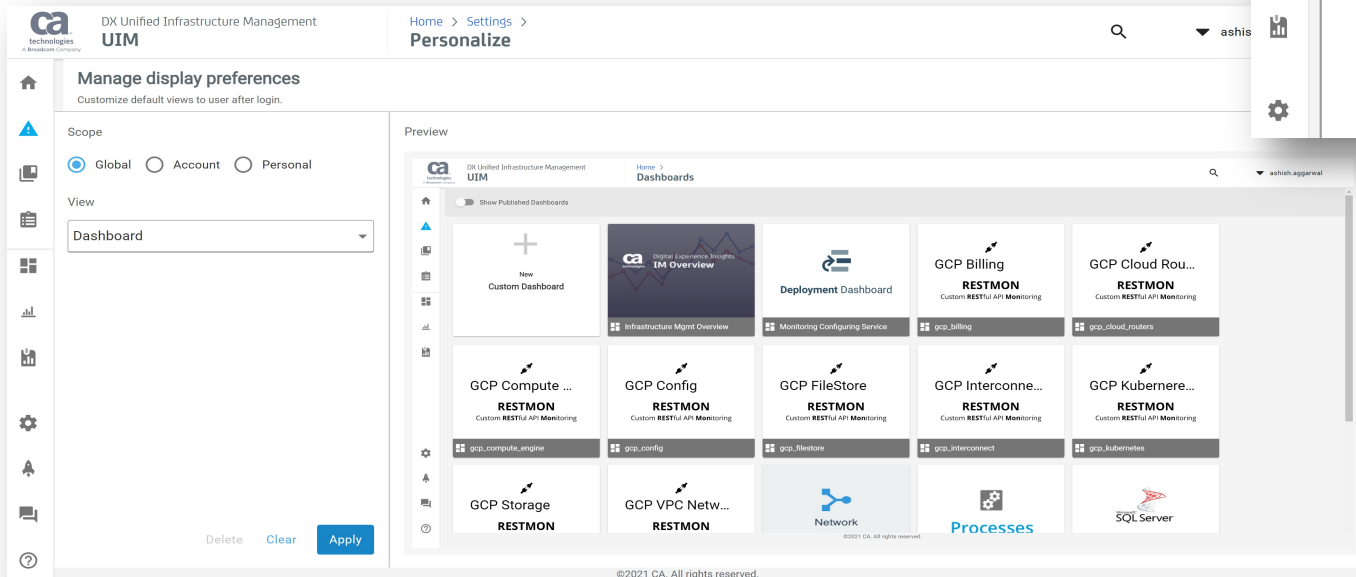 ca
technologies
A Broadcom Company
DX Unified Infrastructure Management
UIM
Home > Settings >
Personalize
ashis
Manage display preferences
Customize default views to user after login.
Scope
Global
Account
Personal
View
Dashboard
Delete
Clear
Apply
Preview
ca
technologies
A Broadcom Company
DX Unified Infrastructure Management
UIM
Home >
Dashboards
ashish.aggarwal
Show Published Dashboards
New
Custom Dashboard
ca
technologies
Digital Experience Insights
IM Overview
Infrastructure Mgmt Overview
Deployment Dashboard
Monitoring Configuring Service
GCP Billing
RESTMON
Custom RESTful API Monitoring
gcp_billing
GCP Cloud Rou...
RESTMON
Custom RESTful API Monitoring
gcp_cloud_routers
GCP Compute ...
RESTMON
Custom RESTful API Monitoring
gcp_compute_engine
GCP Config
RESTMON
Custom RESTful API Monitoring
gcp_config
GCP FileStore
RESTMON
Custom RESTful API Monitoring
gcp_filestore
GCP Interconne...
RESTMON
Custom RESTful API Monitoring
gcp_interconnect
GCP Kubernere...
RESTMON
Custom RESTful API Monitoring
gcp_kubernetes
GCP Storage
RESTMON
GCP VPC Netw...
RESTMON
Network
Processes
Microsoft
SQL Server
©2021 CA. All rights reserved.
©2021 CA. All rights reserved.